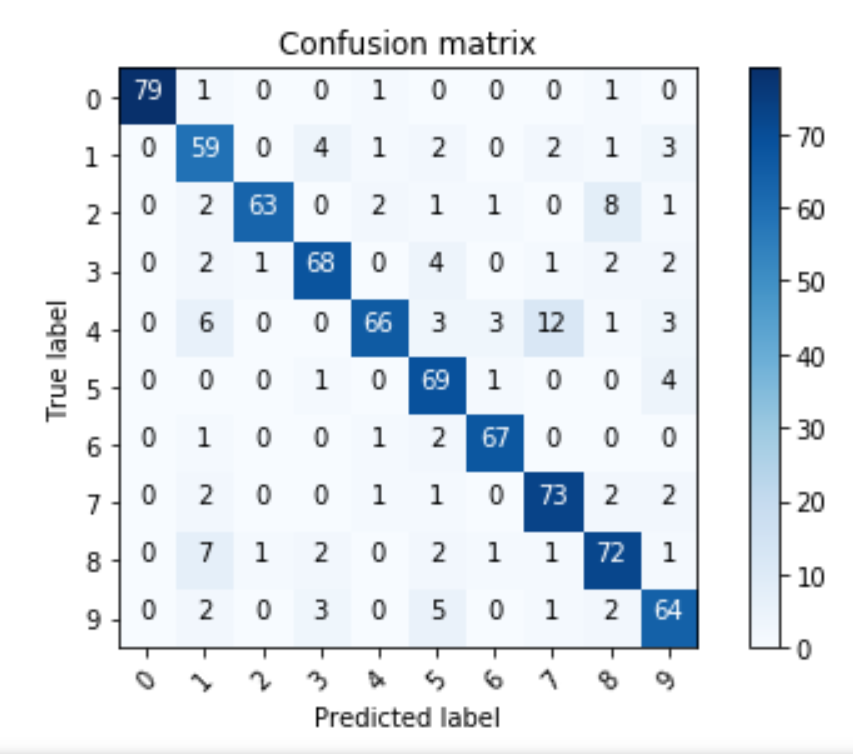 Confusion matrix
0 79 1 0 0 1 0 0 0 1 0
1 0 59 0 4 1 2 0 2 1 3
2 0 2 63 0 2 1 1 0 8 1
3 0 2 1 68 0 4 0 1 2 2
4 0 6 0 0 66 3 3 12 1 3
5 0 0 0 1 0 69 1 0 0 4
6 0 1 0 0 1 2 67 0 0 0
7 0 2 0 0 1 1 0 73 2 2
8 0 7 1 2 0 2 1 1 72 1
9 0 2 0 3 0 5 0 1 2 64
0 1 2 3 4 5 6 7 8 9
True label
Predicted label
70
60
50
40
30
20
10
0